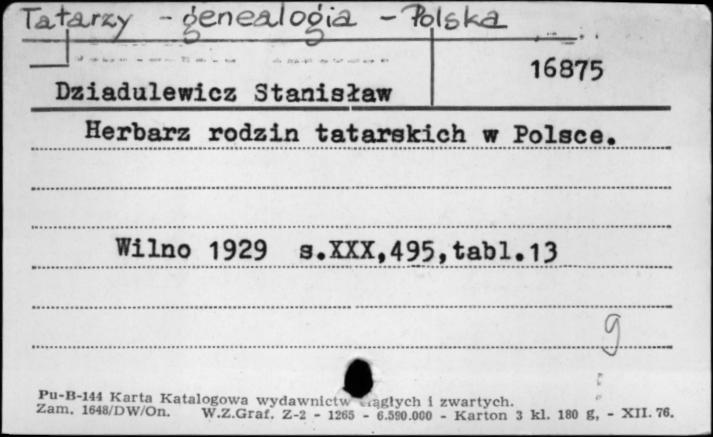 Tatarzy - genealogia - Polska
16875
Dziadulewicz Stanisław
Herbarz rodzin tatarskich w Polsce.
Wilno 1929 s.XXX,495,tabl.13
g
Pu-B-144 Karta Katalogowa wydawnictw ciągłych i zwartych.
Zam. 1648/DW/On. W.Z.Graf. Z-2 - 1265 - 6.590.000 - Karton 3 kl. 180 g, - XII. 76.